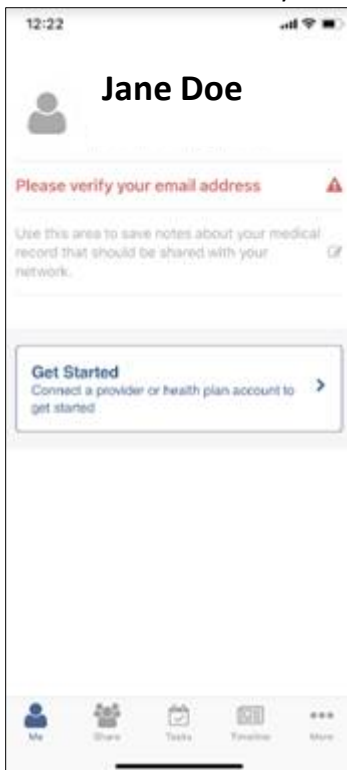 12:22
Jane Doe
Please verify your email address
Use this area to save notes about your medical
record that should be shared with your
network.
Get Started
Connect a provider or health plan account to
get started
Me
Share
Tasks
Timeline
More